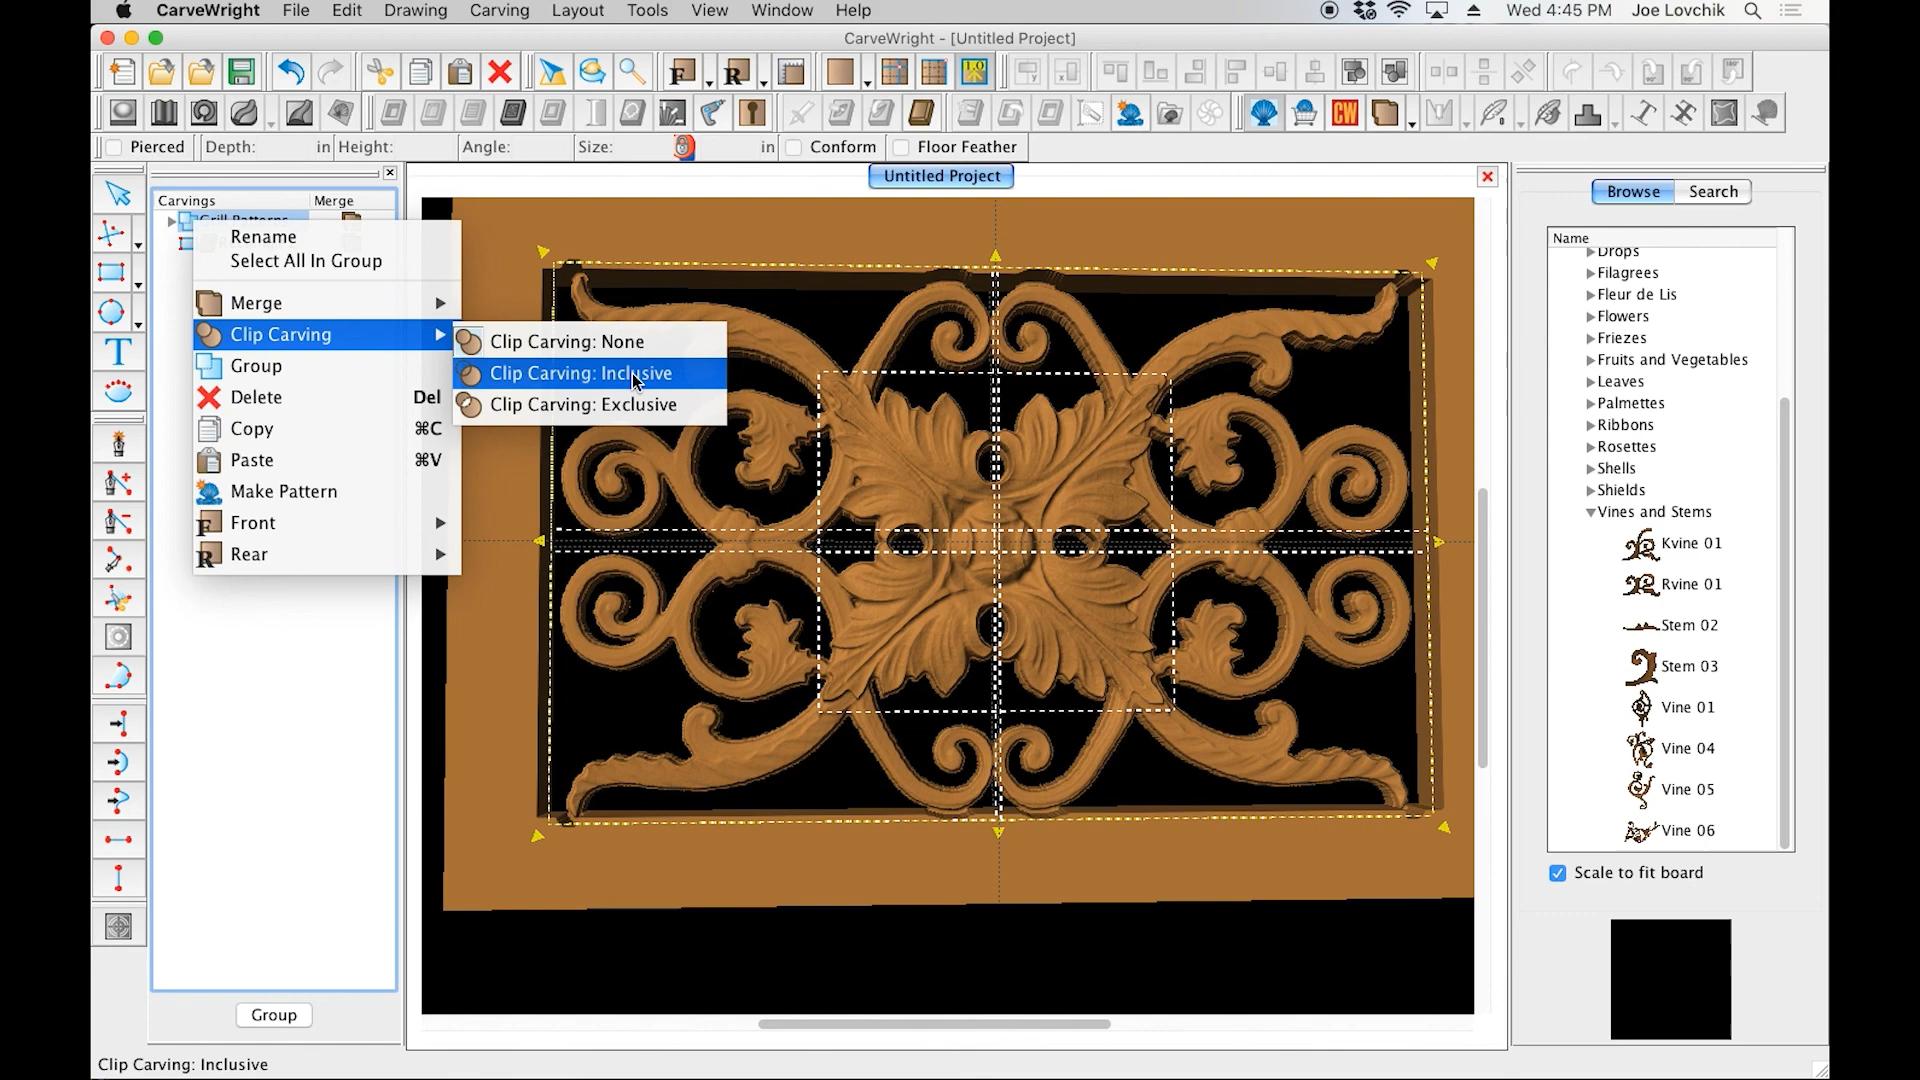 CarveWright File Edit Drawing Carving Layout Tools View Window Help Wed 4:45 PM Joe Lovchik
CarveWright - [Untitled Project]
F R 1.0
CW
Pierced Depth: in Height: Angle: Size: in Conform Floor Feather
Untitled Project
Browse Search
Carvings Merge
Grill Patterns
Rename
Select All In Group
Merge
Clip Carving
Group
Delete Del
Copy ⌘C
Paste ⌘V
Make Pattern
F Front
R Rear
Clip Carving: None
Clip Carving: Inclusive
Clip Carving: Exclusive
T
Name
Drops
Filagrees
Fleur de Lis
Flowers
Friezes
Fruits and Vegetables
Leaves
Palmettes
Ribbons
Rosettes
Shells
Shields
Vines and Stems
Kvine 01
Rvine 01
Stem 02
Stem 03
Vine 01
Vine 04
Vine 05
Vine 06
Scale to fit board
Group
Clip Carving: Inclusive